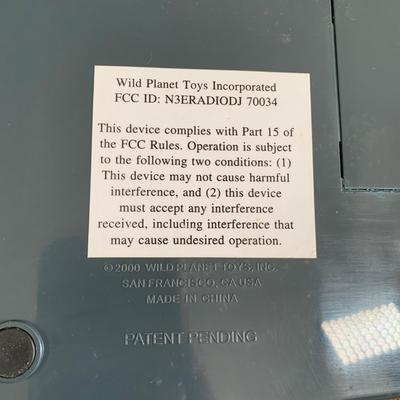 Wild Planet Toys Incorporated
FCC ID: N3ERADIODJ 70034
This device complies with Part 15 of
the FCC Rules. Operation is subject
to the following two conditions: (1)
This device may not cause harmful
interference, and (2) this device
must accept any interference
received, including interference that
may cause undesired operation.
©2000 WILD PLANET TOYS, INC.
SAN FRANCISCO, CA USA
MADE IN CHINA
PATENT PENDING